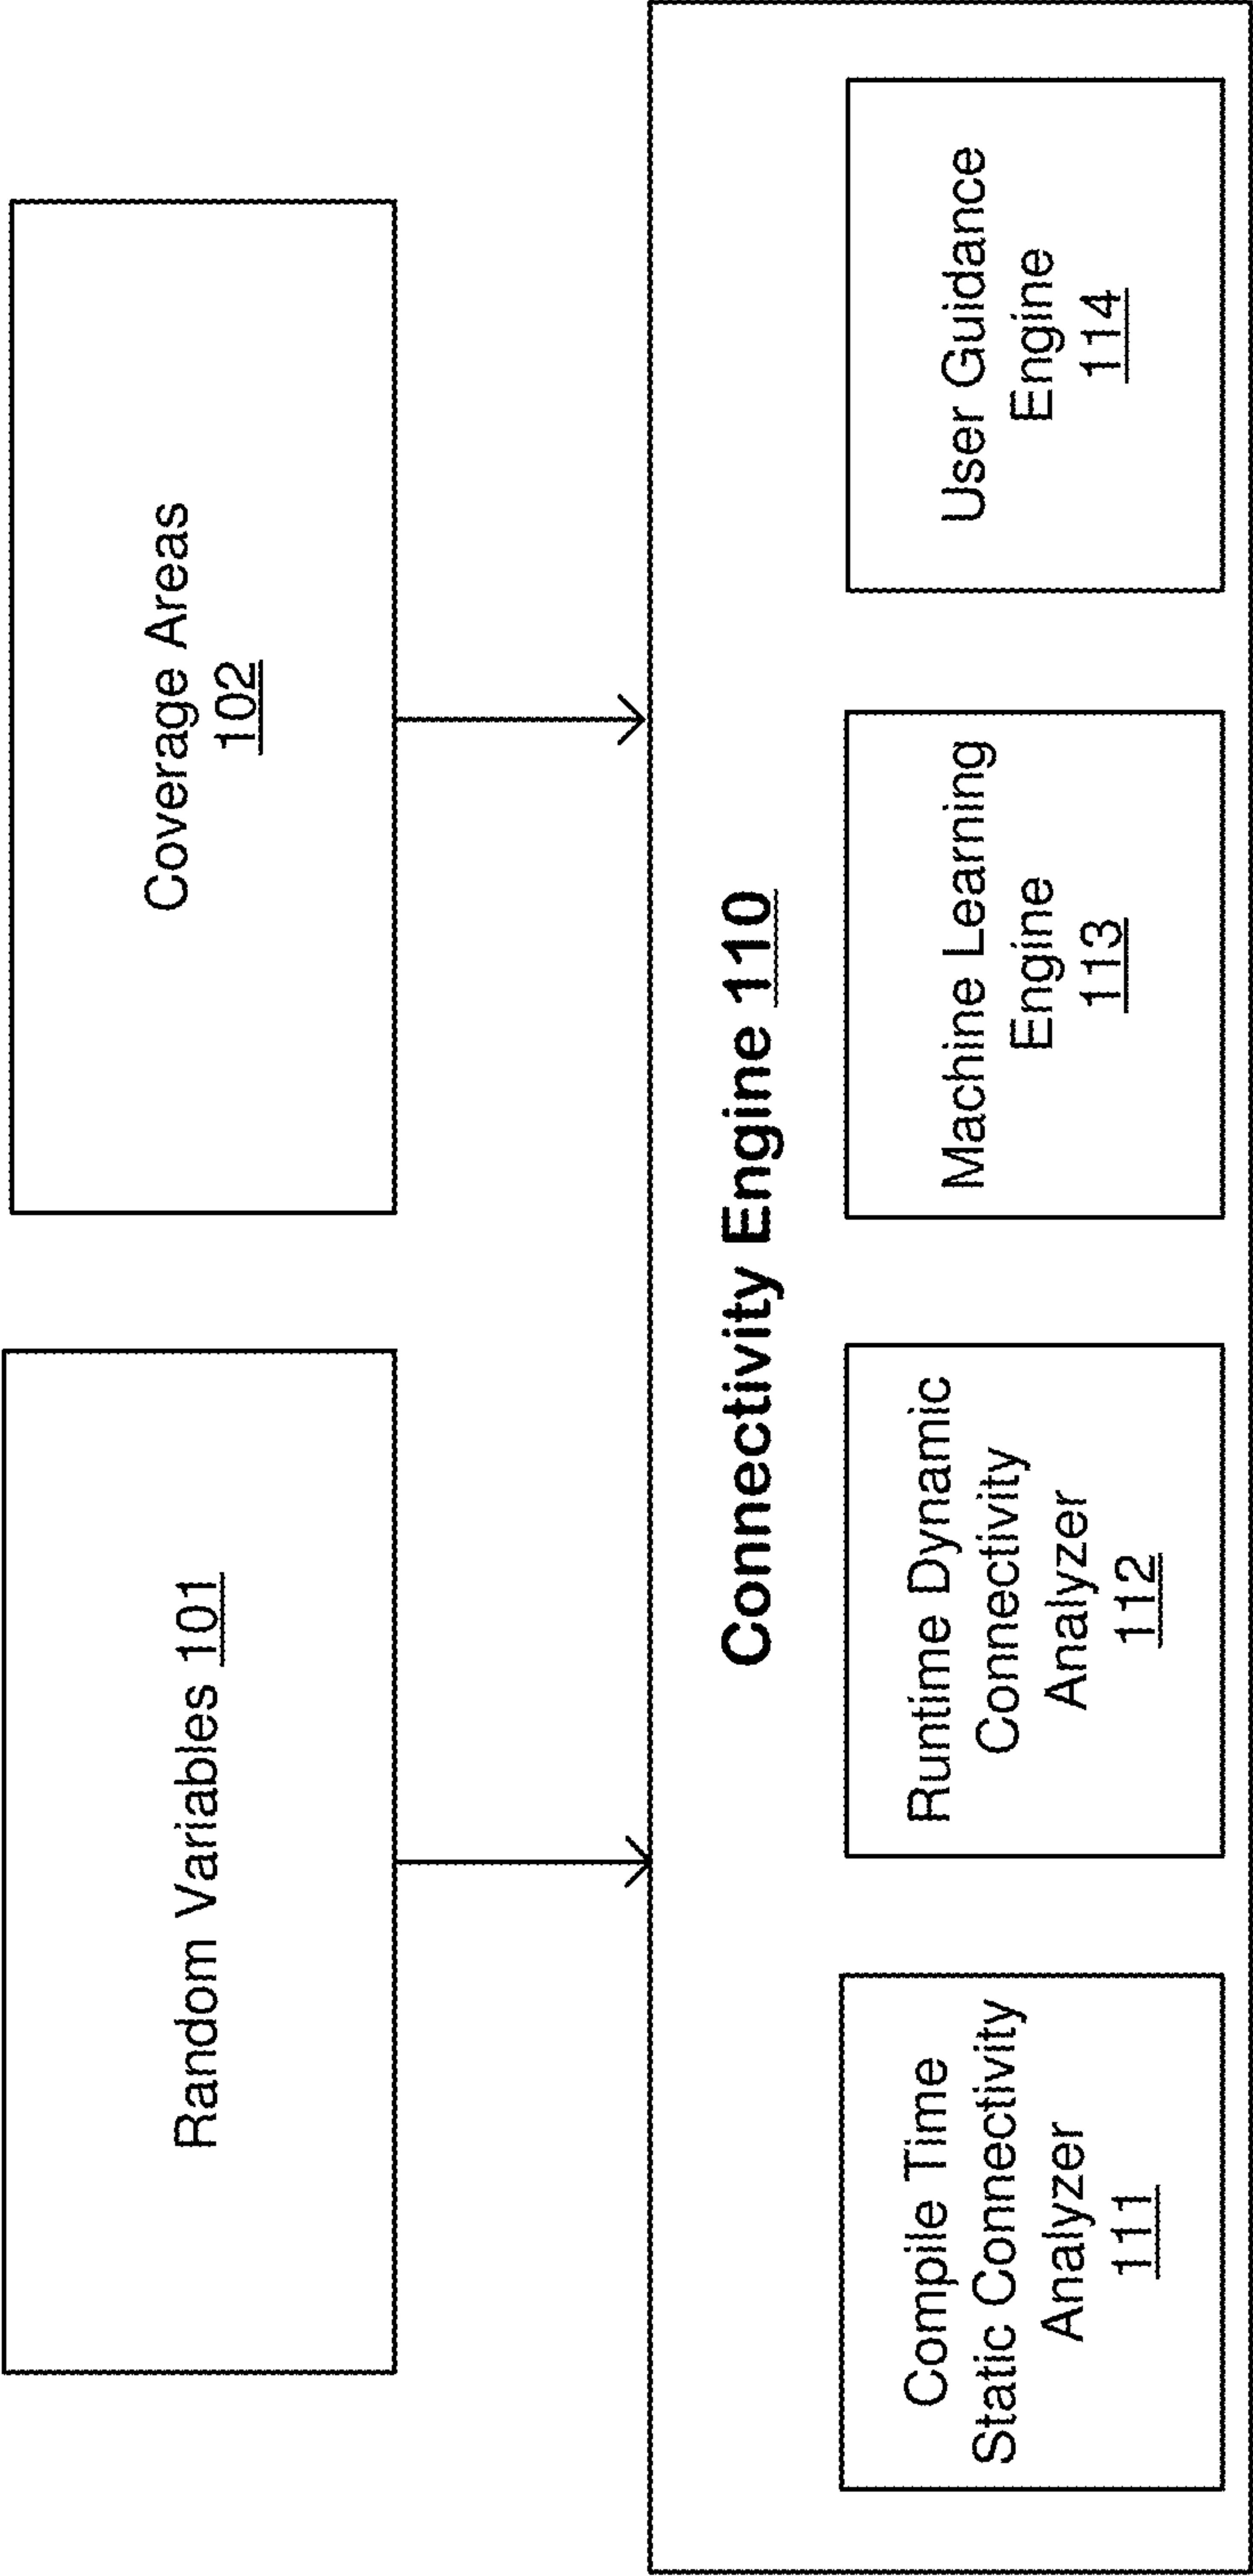 Random Variables 101
Coverage Areas
102
Connectivity Engine 110
Compile Time
Static Connectivity
Analyzer
111
Runtime Dynamic
Connectivity
Analyzer
112
Machine Learning
Engine
113
User Guidance
Engine
114